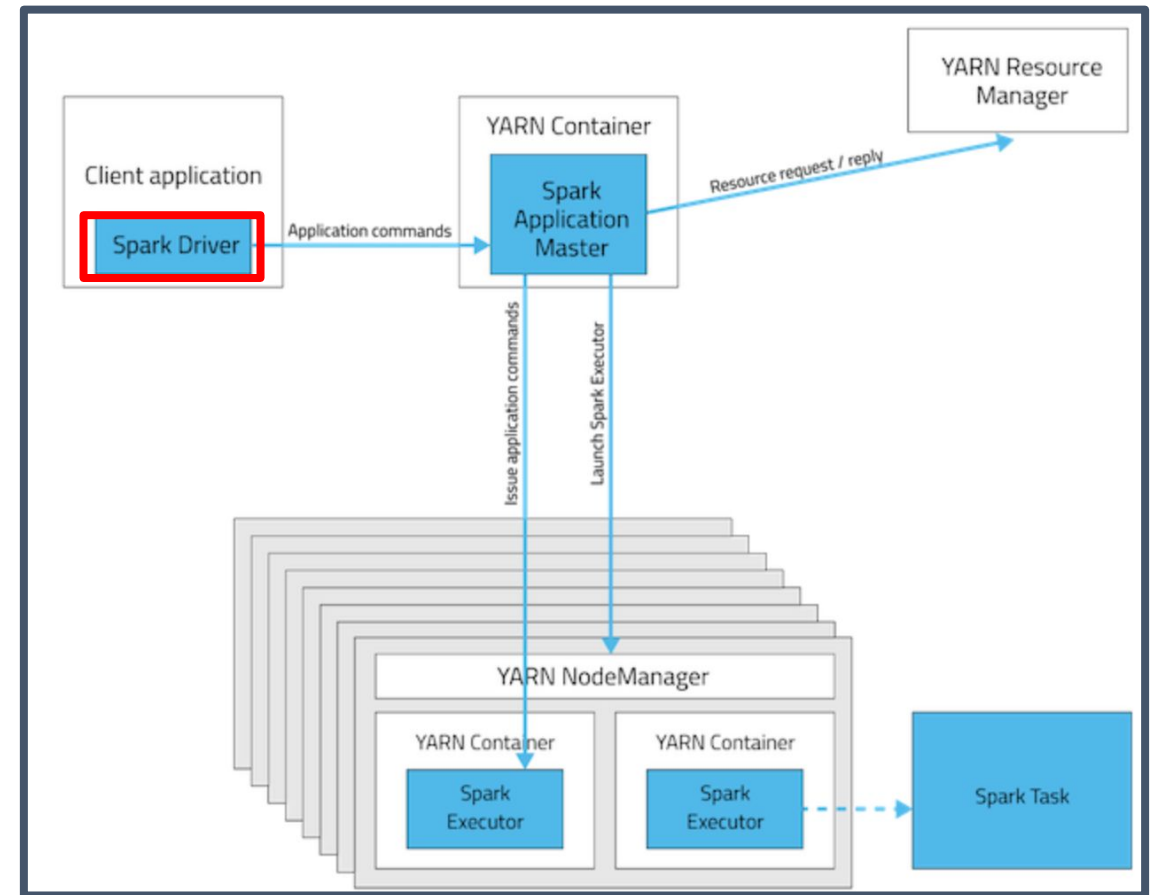 YARN Resource
Manager
YARN Container
Client application
Spark
Application
Master
Resource request / reply
Spark Driver
Application commands
Issue application commands
Launch Spark Executor
YARN NodeManager
YARN Container
YARN Container
Spark
Executor
Spark
Executor
Spark Task